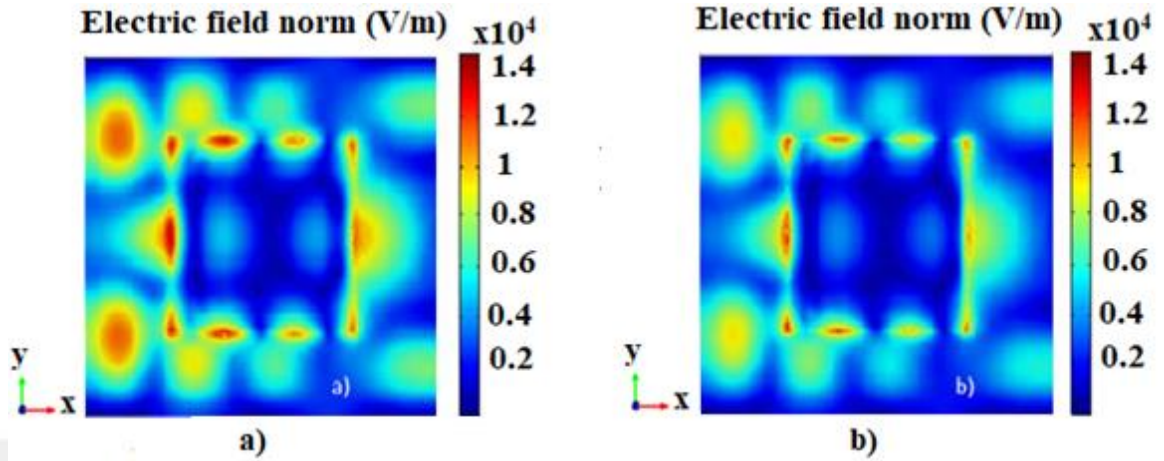 Electric field norm (V/m)
x10⁴
1.4
1.2
1
0.8
0.6
0.4
0.2
y
x
a)
a)
Electric field norm (V/m)
x10⁴
1.4
1.2
1
0.8
0.6
0.4
0.2
y
x
b)
b)